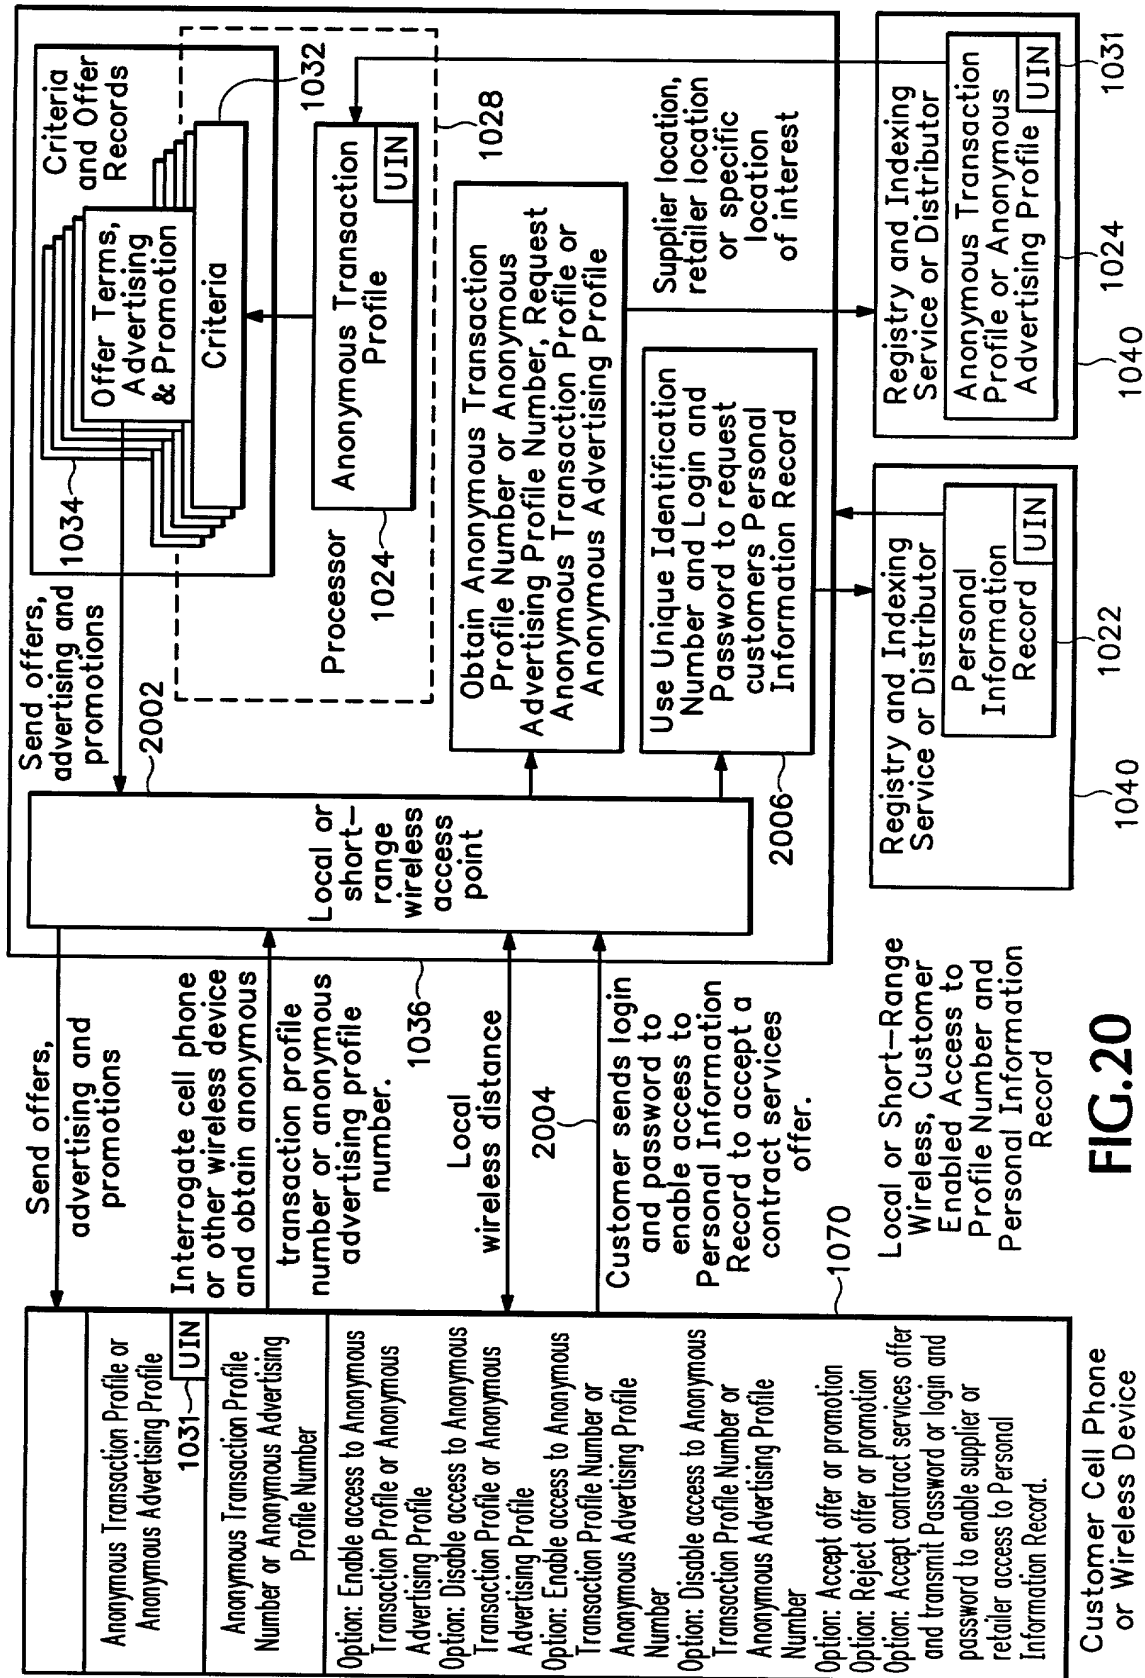 Anonymous Transaction Profile or
Anonymous Advertising Profile
UIN
1031
Anonymous Transaction Profile
Number or Anonymous Advertising
Profile Number
Option: Enable access to Anonymous
Transaction Profile or Anonymous
Advertising Profile
Option: Disable access to Anonymous
Transaction Profile or Anonymous
Advertising Profile
Option: Enable access to Anonymous
Transaction Profile Number or
Anonymous Advertising Profile
Number
Option: Disable access to Anonymous
Transaction Profile Number or
Anonymous Advertising Profile
Number
Option: Accept offer or promotion
Option: Reject offer or promotion
Option: Accept contract services offer
and transmit Password or login and
password to enable supplier or
retailer access to Personal
Information Record.
Customer Cell Phone
or Wireless Device
1070
Send offers,
advertising and
promotions
Interrogate cell phone
or other wireless device
and obtain anonymous
transaction profile
number or anonymous
advertising profile
number.
1036
Local
wireless distance
2004
Customer sends login
and password to
enable access to
Personal Information
Record to accept a
contract services
offer.
Local or Short-Range
Wireless, Customer
Enabled Access to
Profile Number and
Personal Information
Record
FIG.20
Send offers,
advertising and
promotions
2002
Local or
short-
range
wireless
access
point
Criteria
and Offer
Records
1034
Offer Terms,
Advertising
& Promotion
Criteria
1032
Processor
1024
Anonymous Transaction
Profile
UIN
1028
Obtain Anonymous Transaction
Profile Number or Anonymous
Advertising Profile Number, Request
Anonymous Transaction Profile or
Anonymous Advertising Profile
Supplier location,
retailer location
or specific
location
of interest
Use Unique Identification
Number and Login and
Password to request
customers Personal
Information Record
2006
Registry and Indexing
Service or Distributor
Personal
Information
Record
UIN
1040
1022
Registry and Indexing
Service or Distributor
Anonymous Transaction
Profile or Anonymous
Advertising Profile
UIN
1040
1024
1031